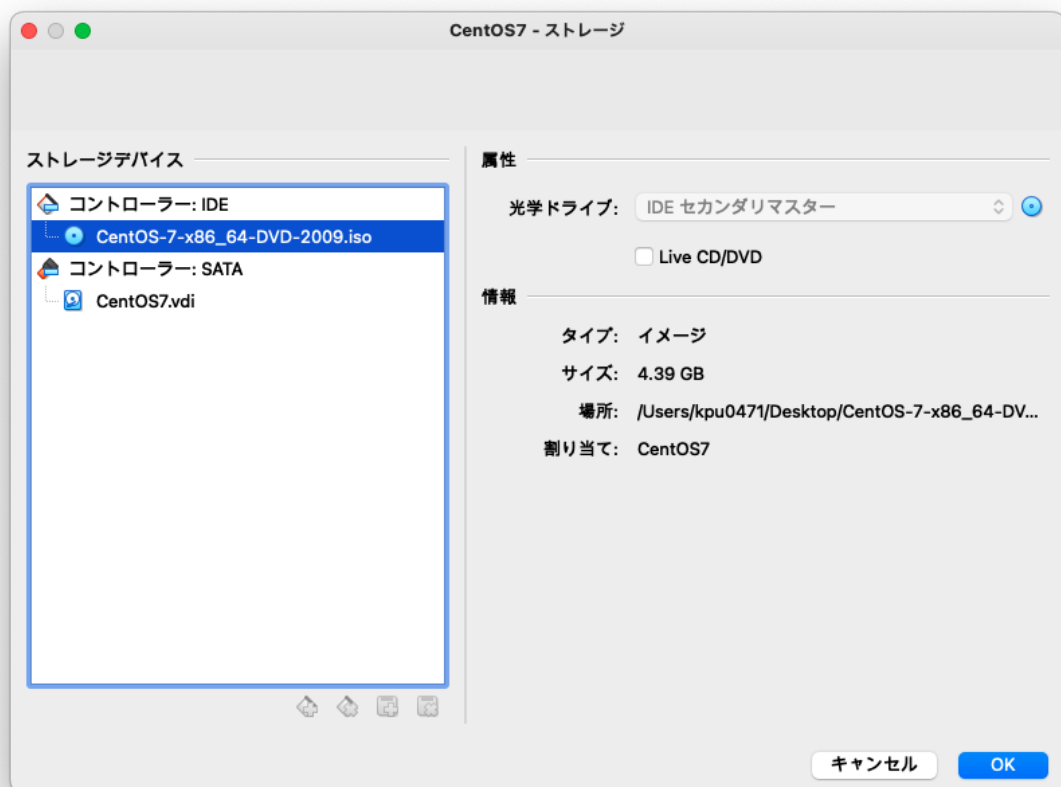 CentOS7 - ストレージ
ストレージデバイス
コントローラー: IDE
CentOS-7-x86_64-DVD-2009.iso
コントローラー: SATA
CentOS7.vdi
属性
光学ドライブ: IDE セカンダリマスター
Live CD/DVD
情報
タイプ: イメージ
サイズ: 4.39 GB
場所: /Users/kpu0471/Desktop/CentOS-7-x86_64-DV...
割り当て: CentOS7
キャンセル OK